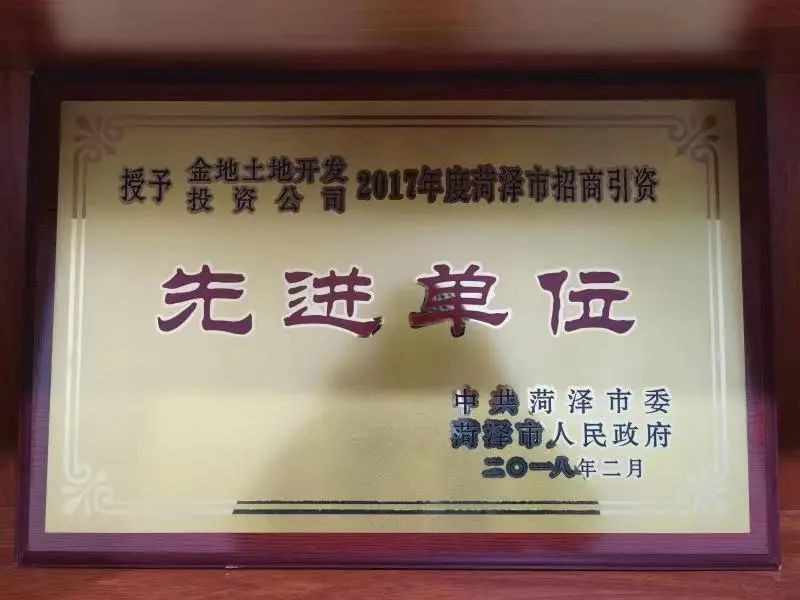 授予 金地土地开发投资公司 2017年度菏泽市招商引资
先进单位
中共菏泽市委
菏泽市人民政府
二〇一八年二月